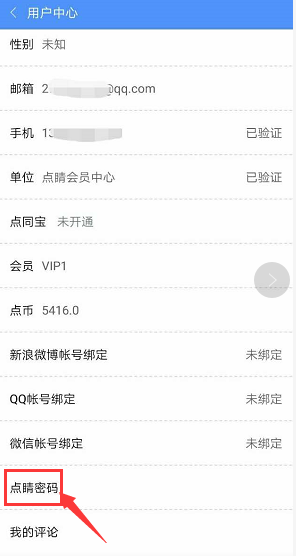 用户中心
性别 未知
邮箱 2 @qq.com
手机 13 已验证
单位 点睛会员中心 已验证
点同宝 未开通
会员 VIP1
点币 5416.0
新浪微博帐号绑定 未绑定
QQ帐号绑定 未绑定
微信帐号绑定 未绑定
点睛密码
我的评论